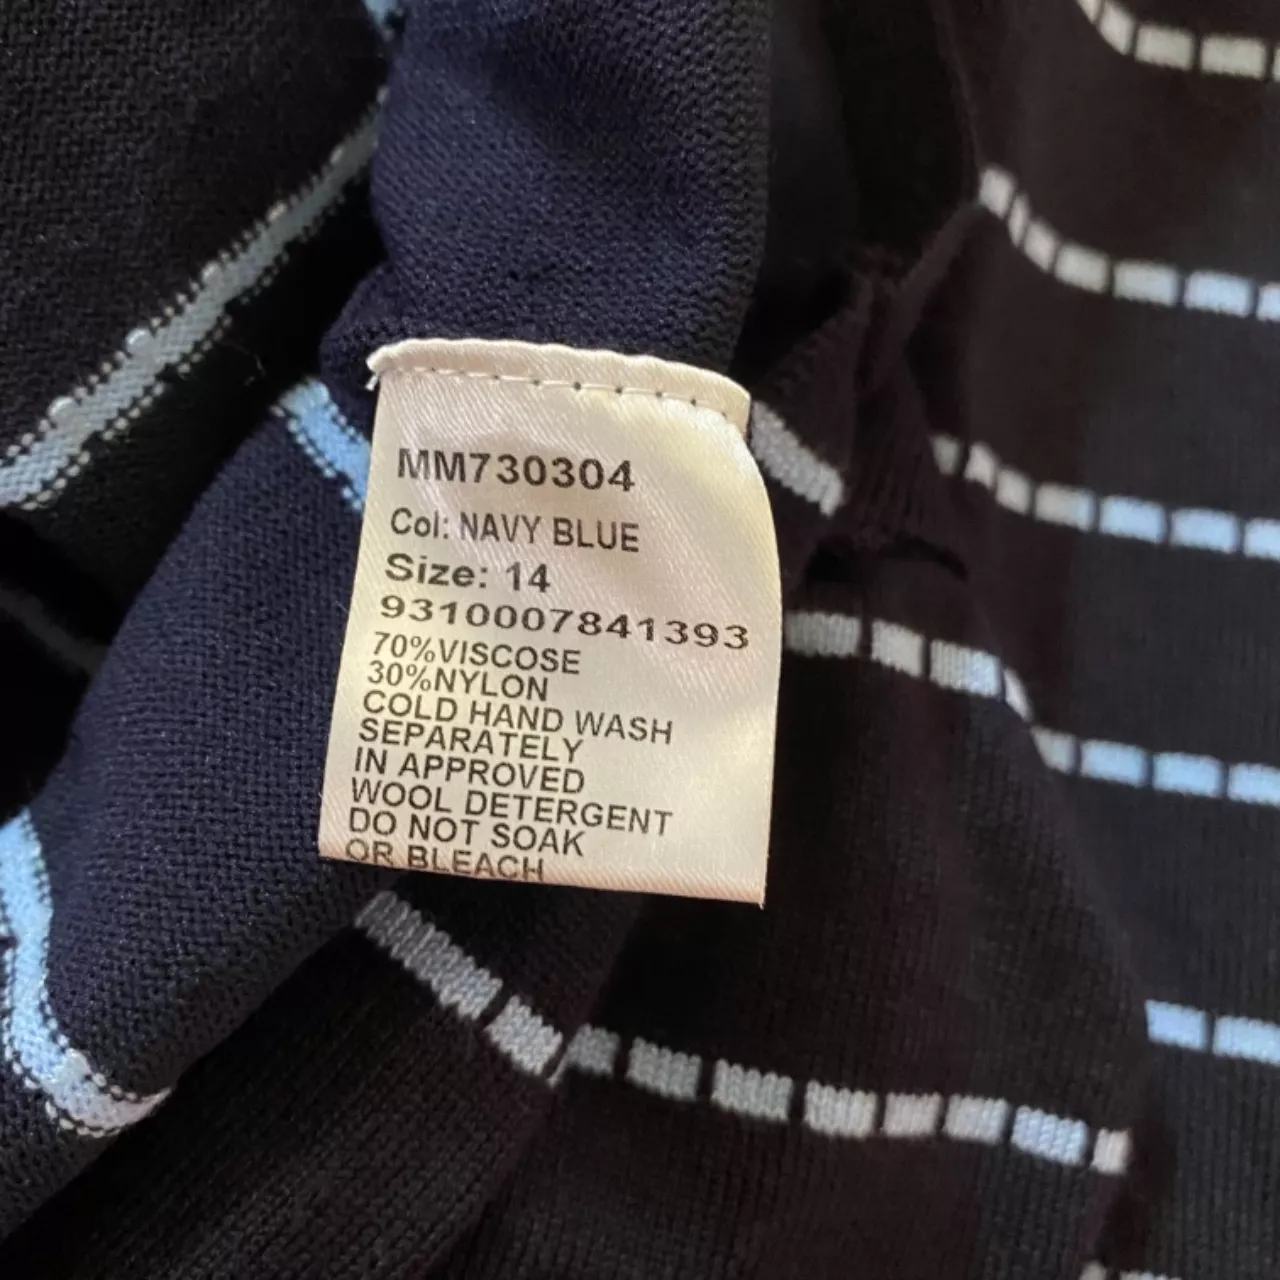 MM730304
Col: NAVY BLUE
Size: 14
9310007841393
70%VISCOSE
30%NYLON
COLD HAND WASH
SEPARATELY
IN APPROVED
WOOL DETERGENT
DO NOT SOAK
OR BLEACH